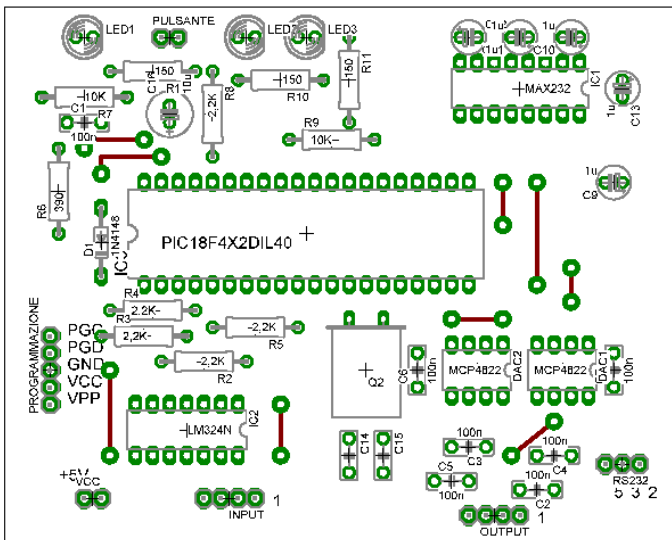 LED1
PULSANTE
LED2
LED3
C1u
1u
1u
C10
150
R11
150
150
R10
10K
R1
C16
10u
R8
2,2K
MAX232
IC1
1u
C13
C1
R7
100n
R9
10K
R6
390
1u
C9
D1
1N4148
PIC18F4X2DIL40
R4
2.2K
R3
2,2K
2,2K
R5
2,2K
R2
PROGRAMMAZIONE
PGC
PGD
GND
VCC
VPP
Q2
C6
100n
MCP4822
DAC2
MCP4822
DAC1
100n
LM324N
IC2
C14
C15
100n
C3
100n
C4
C5
100n
100n
C2
+5V
VCC
INPUT
1
OUTPUT
1
RS232
5 3 2